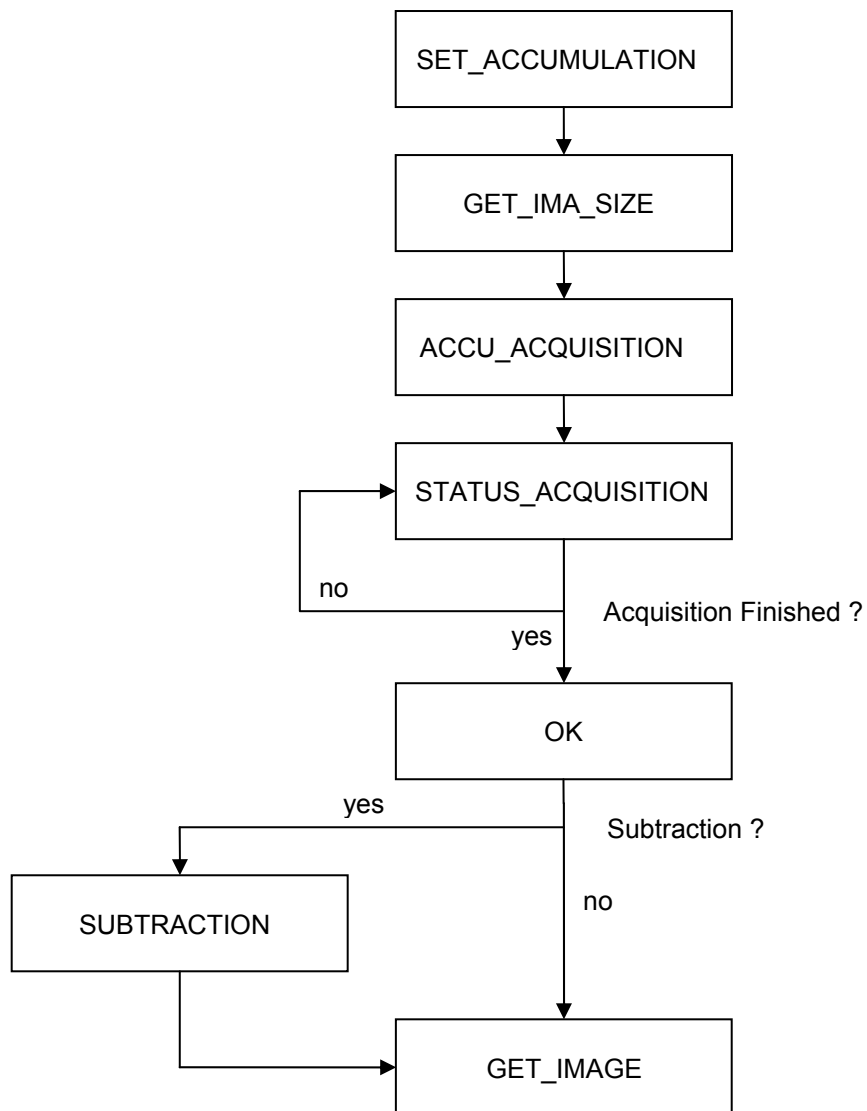 SET_ACCUMULATION
GET_IMA_SIZE
ACCU_ACQUISITION
STATUS_ACQUISITION
no
Acquisition Finished ?
yes
OK
yes
Subtraction ?
no
SUBTRACTION
GET_IMAGE